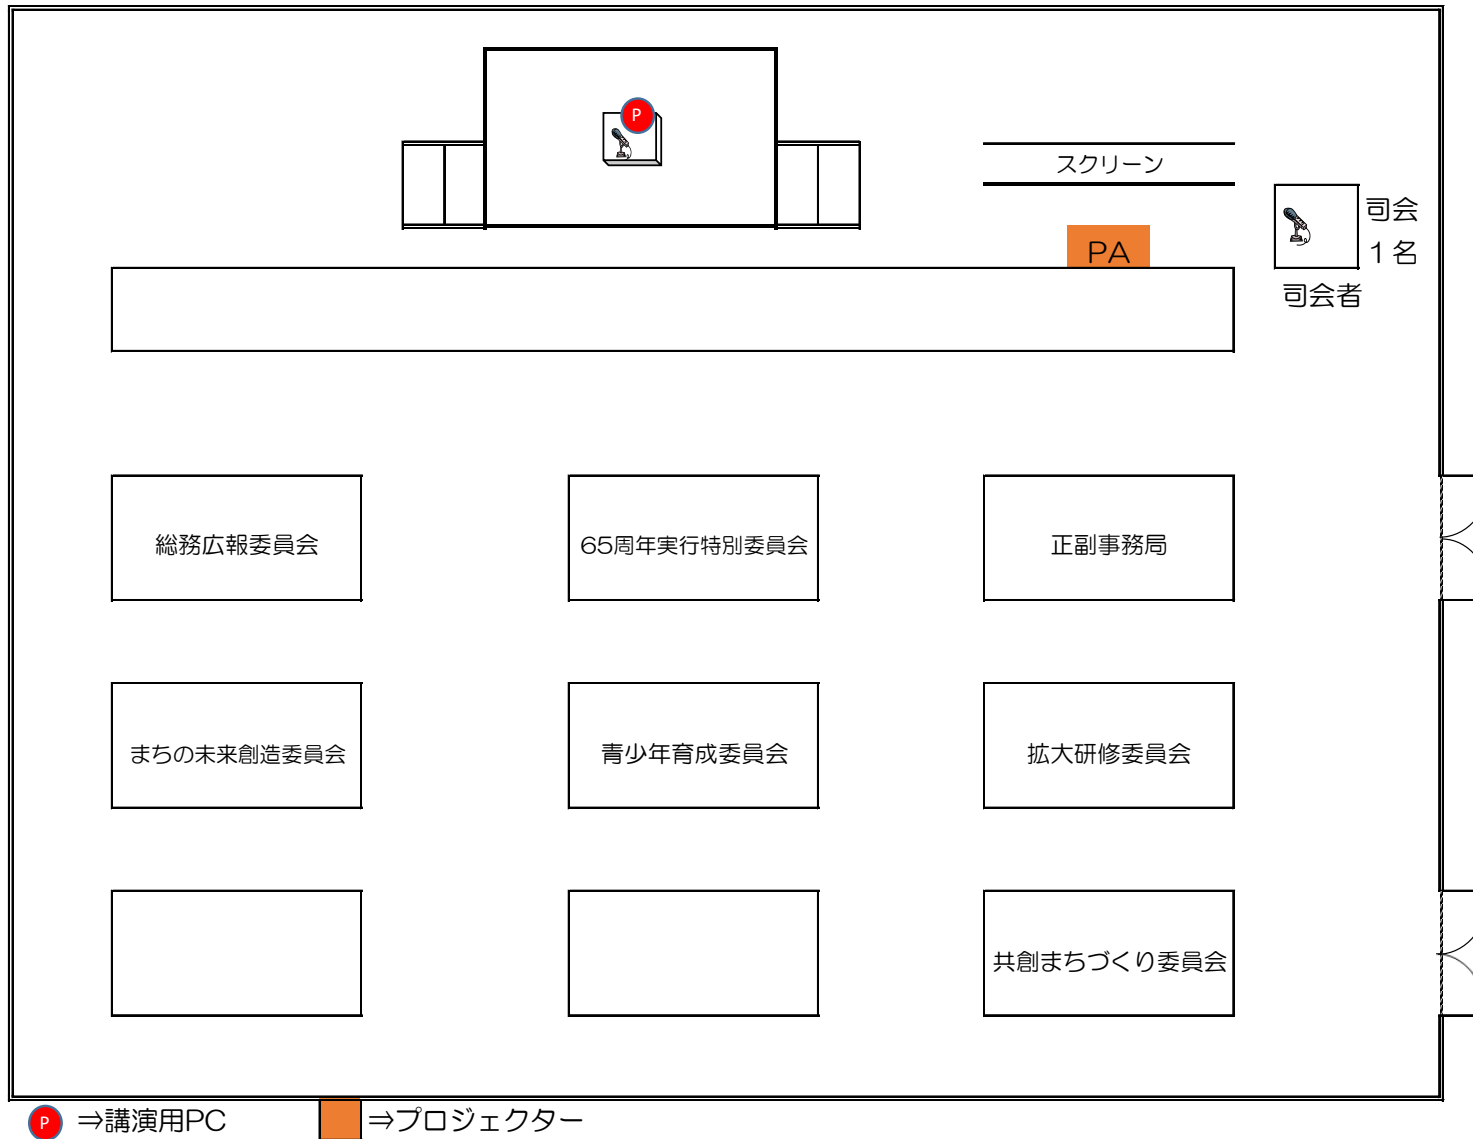 P
スクリーン
司会
1名
PA
司会者
総務広報委員会
65周年実行特別委員会
正副事務局
まちの未来創造委員会
青少年育成委員会
拡大研修委員会
共創まちづくり委員会
P ⇒講演用PC
⇒プロジェクター